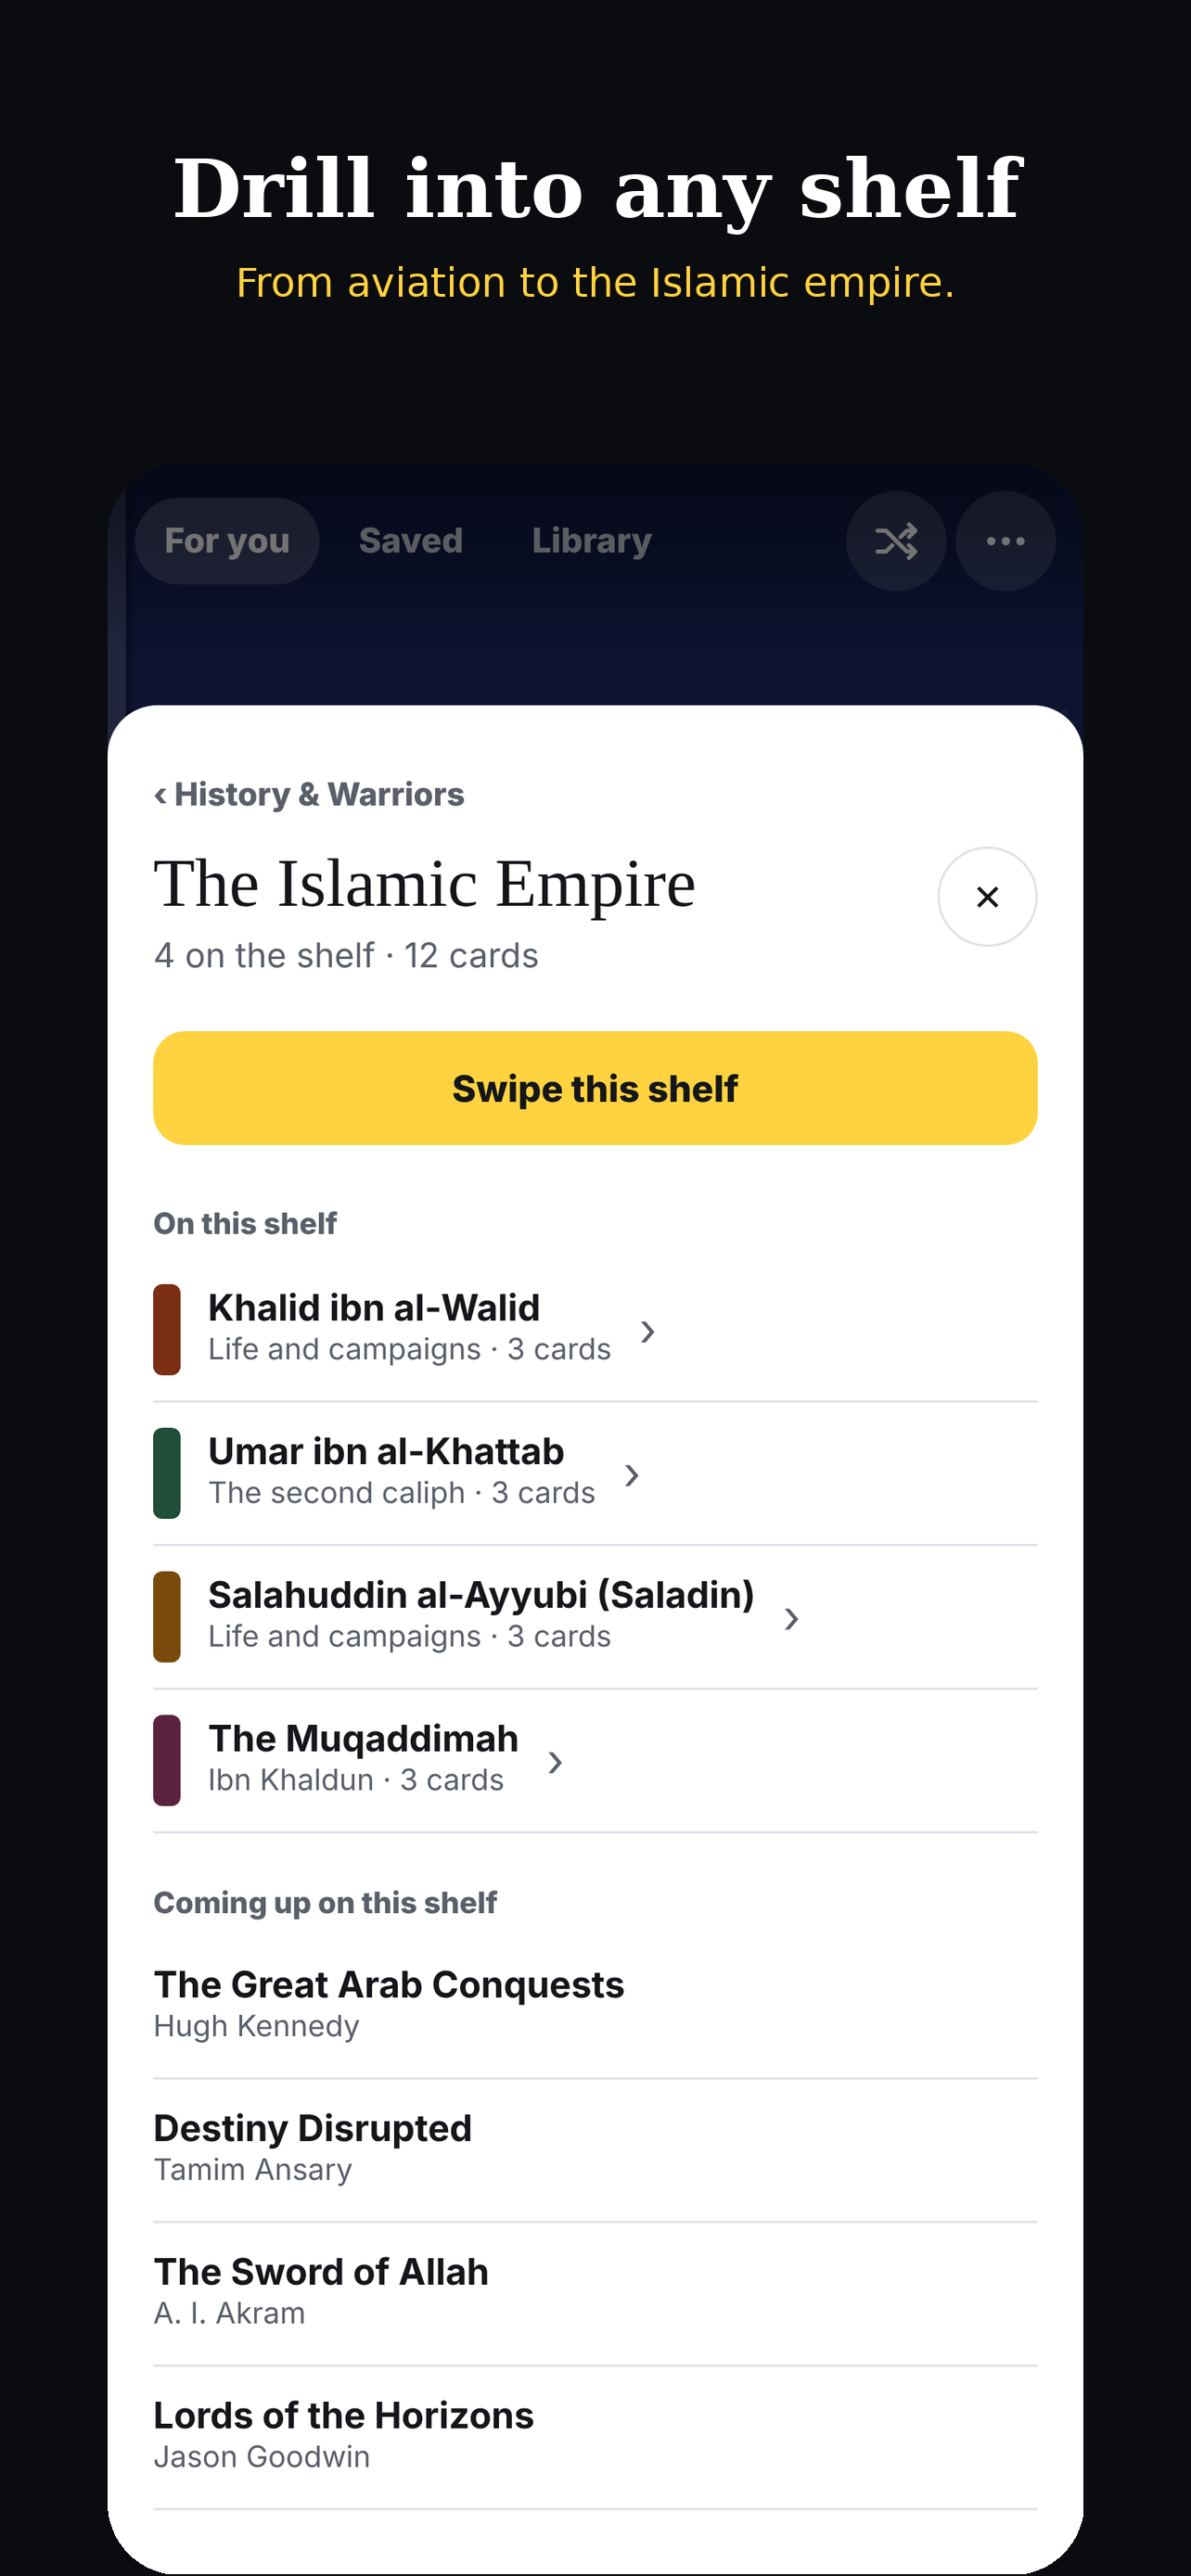 Drill into any shelf
From aviation to the Islamic empire.
For you Saved Library
‹ History & Warriors
The Islamic Empire
4 on the shelf · 12 cards
Swipe this shelf
On this shelf
Khalid ibn al-Walid
Life and campaigns · 3 cards
Umar ibn al-Khattab
The second caliph · 3 cards
Salahuddin al-Ayyubi (Saladin)
Life and campaigns · 3 cards
The Muqaddimah
Ibn Khaldun · 3 cards
Coming up on this shelf
The Great Arab Conquests
Hugh Kennedy
Destiny Disrupted
Tamim Ansary
The Sword of Allah
A. I. Akram
Lords of the Horizons
Jason Goodwin